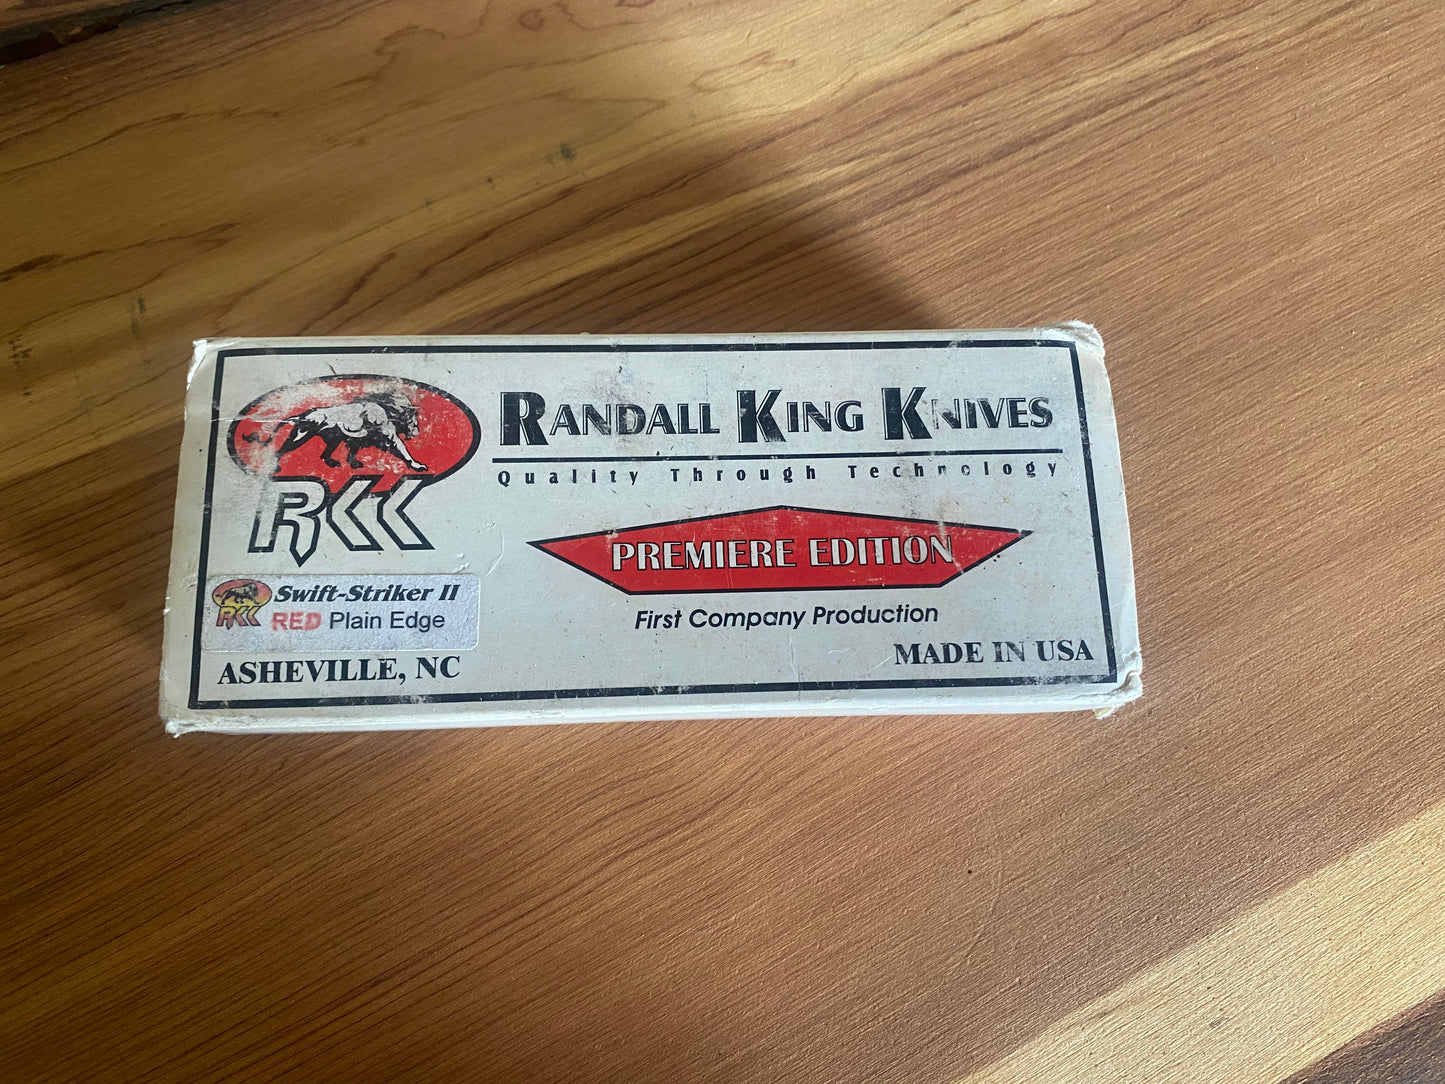 RANDALL KING KNIVES
Quality Through Technology
RKK
PREMIERE EDITION
First Company Production
RKK Swift-Striker II
RED Plain Edge
ASHEVILLE, NC
MADE IN USA